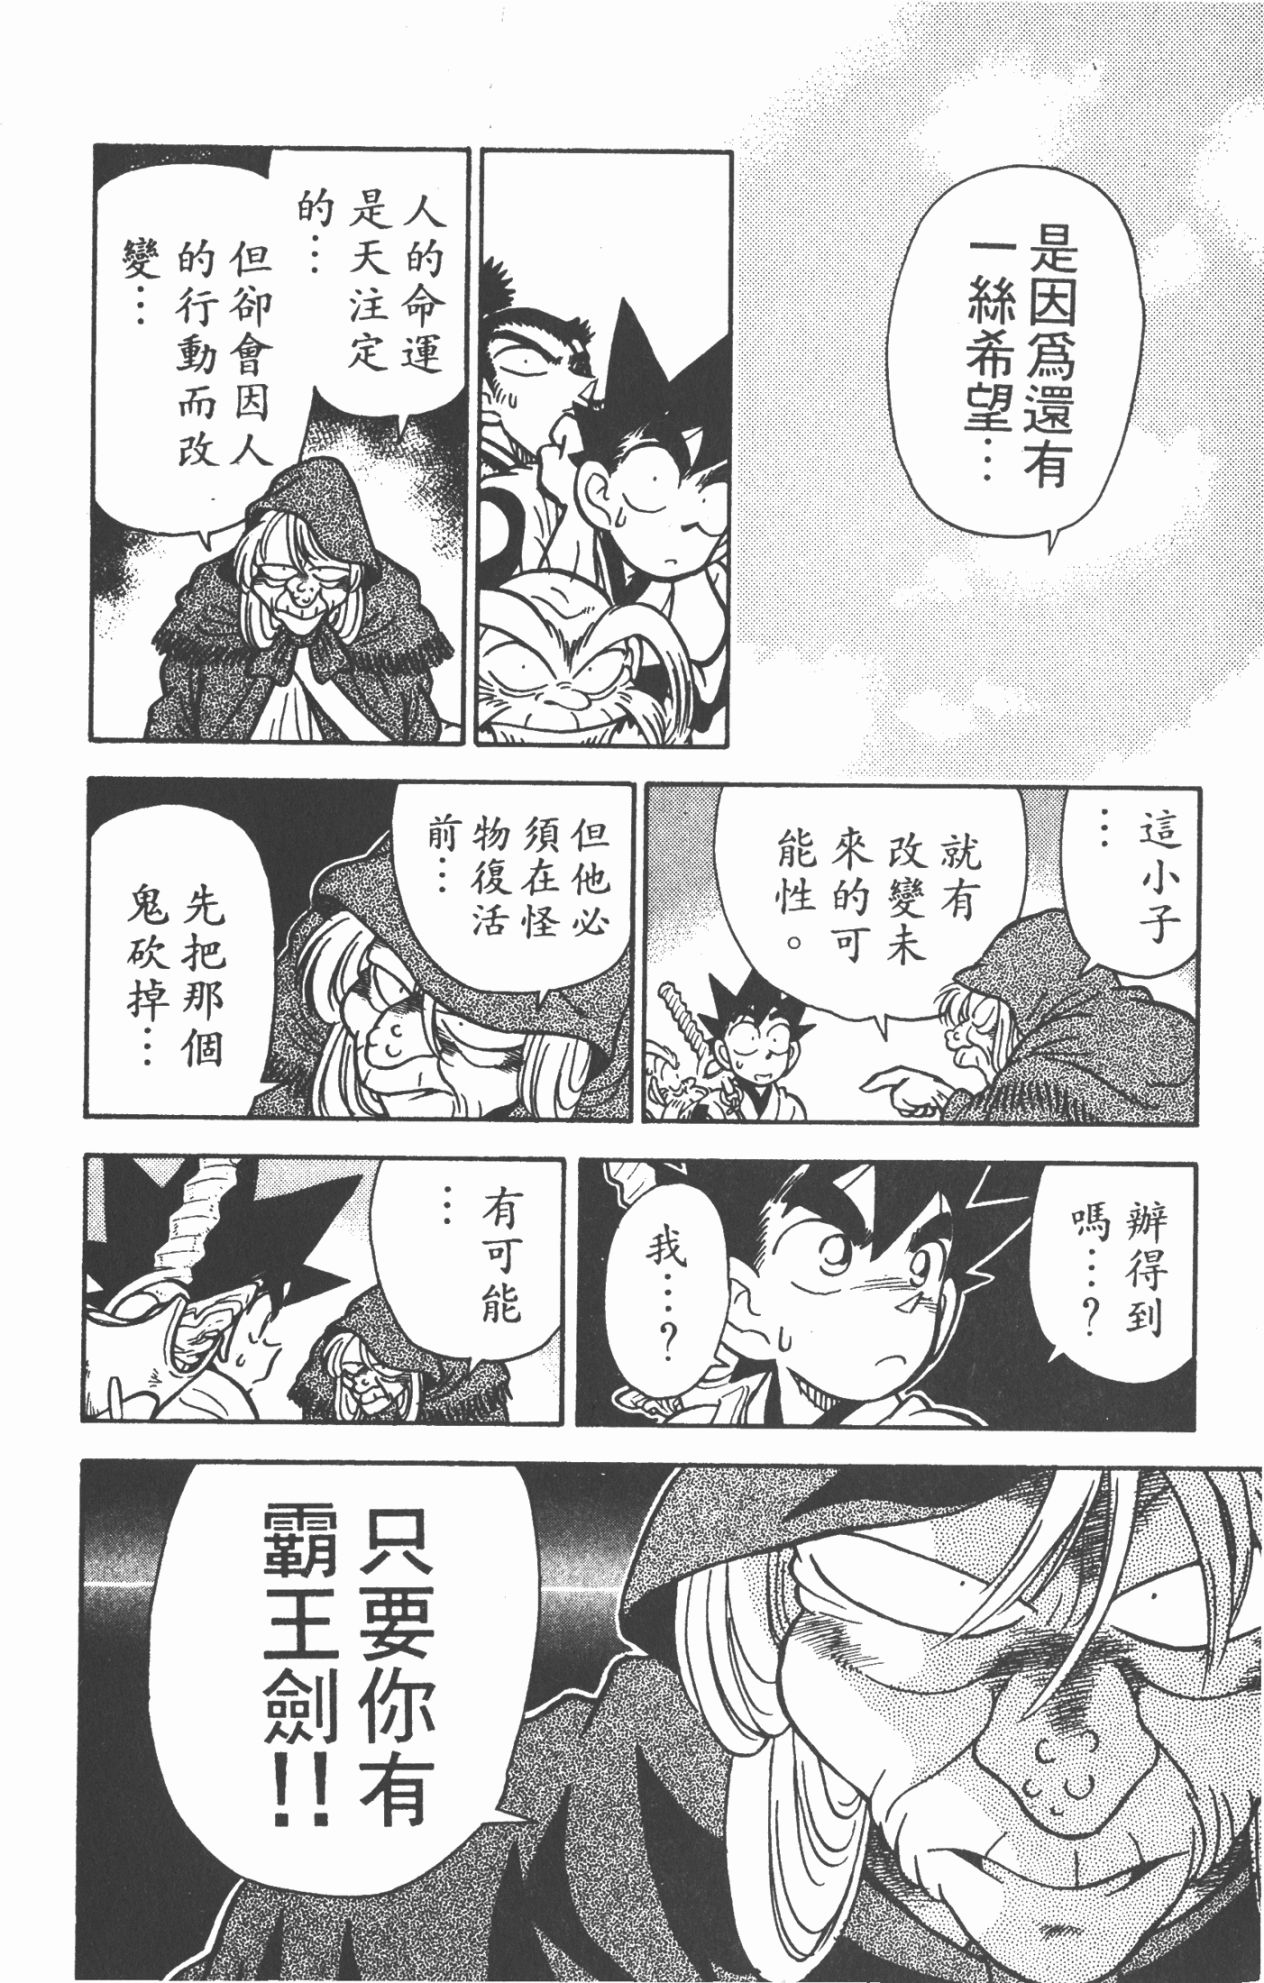 是因爲還有
一絲希望⋯
人的命運
是天注定
的⋯
但卻會因人
的行動而改
變⋯
這小子
⋯
就有
改變未
來的可
能性。
但他必
須在怪
物復活
前⋯
先把那個
鬼砍掉⋯
辦得到
嗎⋯?
我⋯?
有可能
⋯
只要你有
霸王劍!!